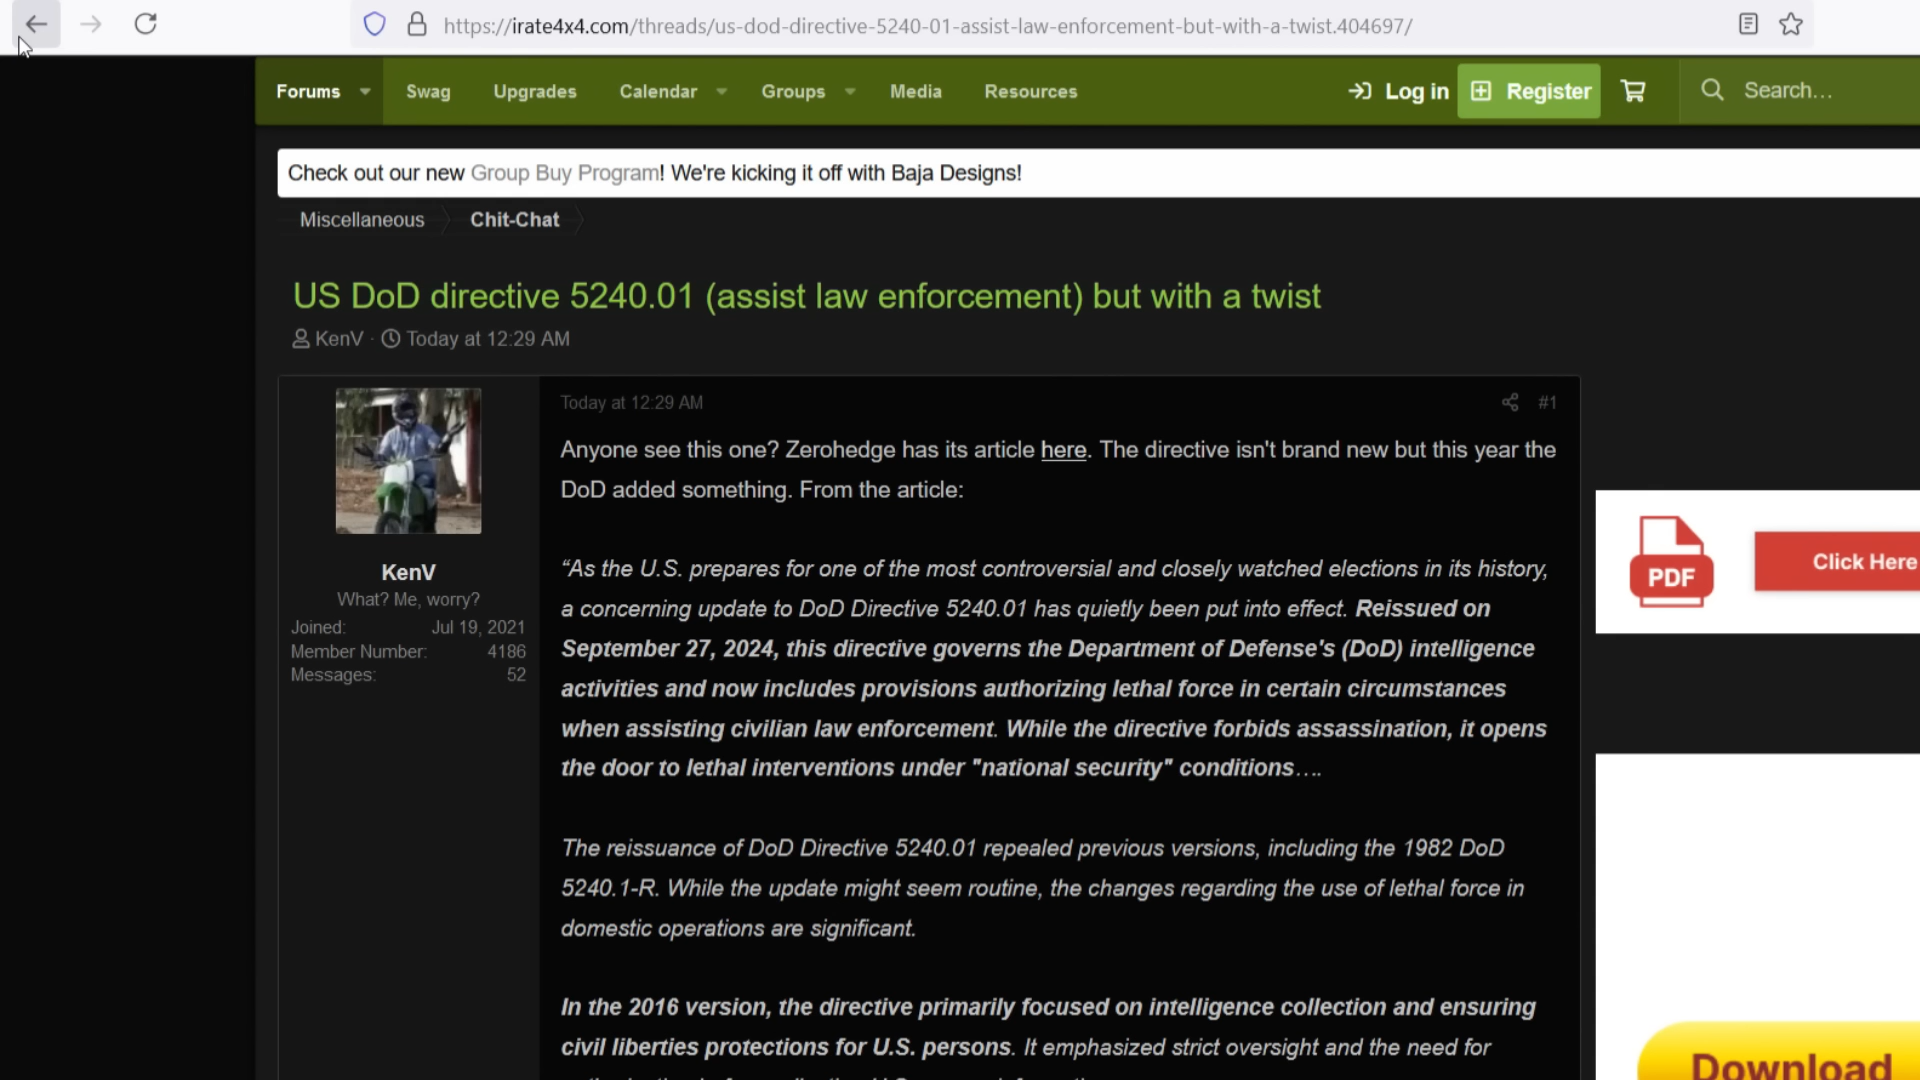 https://irate4x4.com/threads/us-dod-directive-5240-01-assist-law-enforcement-but-with-a-twist.404697/
Forums Swag Upgrades Calendar Groups Media Resources Log in Register Search...
Check out our new Group Buy Program! We're kicking it off with Baja Designs!
Miscellaneous Chit-Chat
US DoD directive 5240.01 (assist law enforcement) but with a twist
KenV · Today at 12:29 AM
Today at 12:29 AM #1
Anyone see this one? Zerohedge has its article here. The directive isn't brand new but this year the
DoD added something. From the article:
“As the U.S. prepares for one of the most controversial and closely watched elections in its history,
a concerning update to DoD Directive 5240.01 has quietly been put into effect. Reissued on
September 27, 2024, this directive governs the Department of Defense's (DoD) intelligence
activities and now includes provisions authorizing lethal force in certain circumstances
when assisting civilian law enforcement. While the directive forbids assassination, it opens
the door to lethal interventions under "national security" conditions….
The reissuance of DoD Directive 5240.01 repealed previous versions, including the 1982 DoD
5240.1-R. While the update might seem routine, the changes regarding the use of lethal force in
domestic operations are significant.
In the 2016 version, the directive primarily focused on intelligence collection and ensuring
civil liberties protections for U.S. persons. It emphasized strict oversight and the need for
KenV
What? Me, worry?
Joined: Jul 19, 2021
Member Number: 4186
Messages: 52
PDF
Click Here
Download